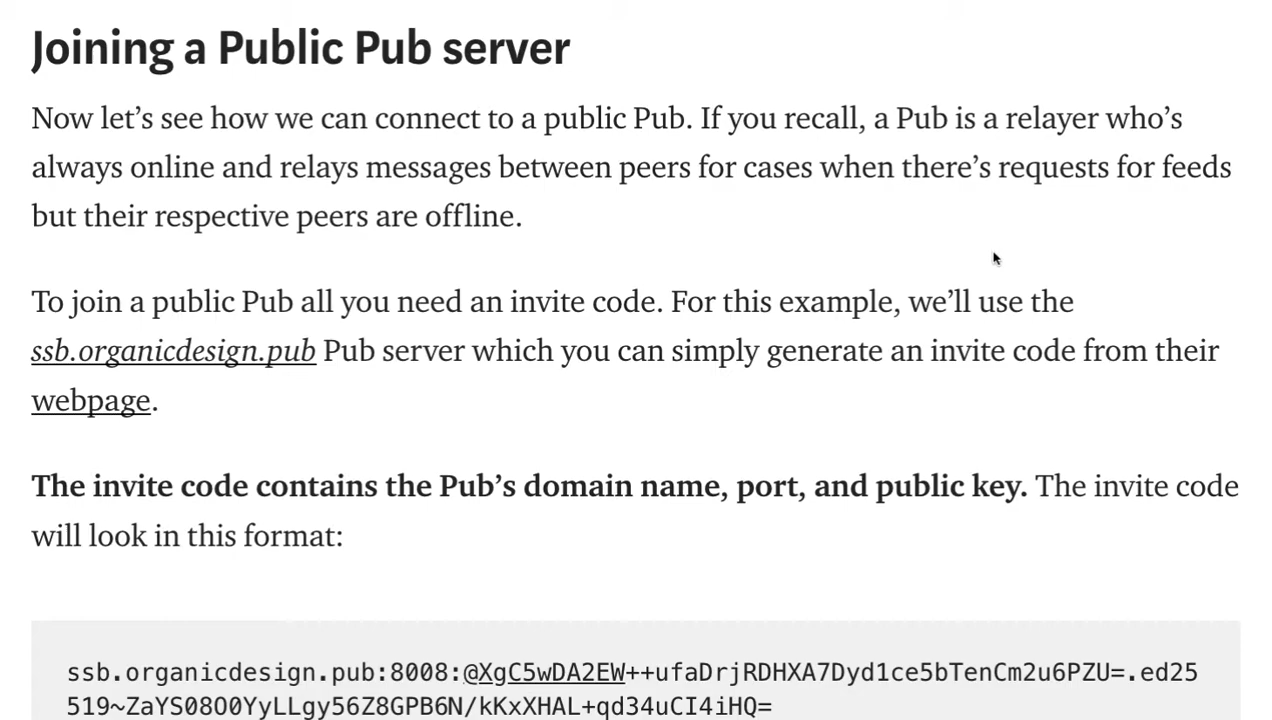 Joining a Public Pub server
Now let’s see how we can connect to a public Pub. If you recall, a Pub is a relayer who’s
always online and relays messages between peers for cases when there’s requests for feeds
but their respective peers are offline.
To join a public Pub all you need an invite code. For this example, we’ll use the
ssb.organicdesign.pub Pub server which you can simply generate an invite code from their
webpage.
The invite code contains the Pub’s domain name, port, and public key. The invite code
will look in this format:
ssb.organicdesign.pub:8008:@XgC5wDA2EW++ufaDrjRDHXA7Dyd1ce5bTenCm2u6PZU=.ed25
519~ZaYS08O0YyLLgy56Z8GPB6N/kKxXHAL+qd34uCI4iHQ=